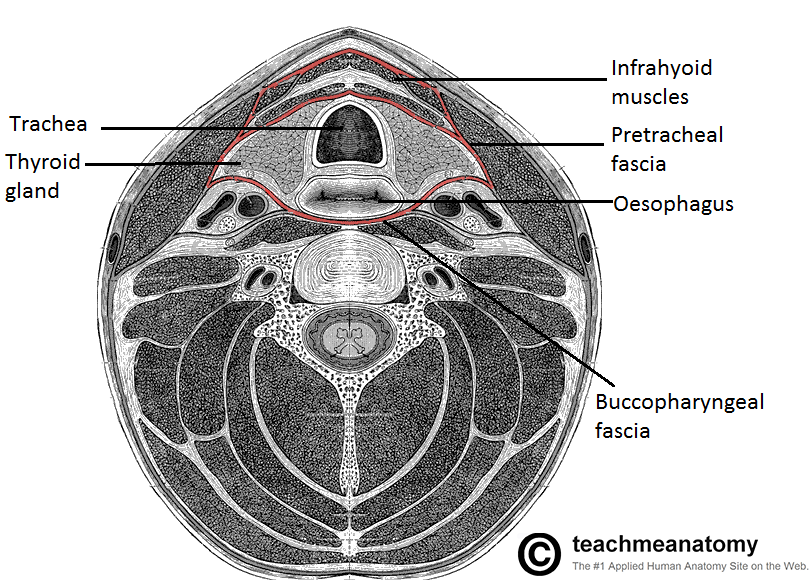 Infrahyoid
muscles
Trachea
Pretracheal
fascia
Thyroid
gland
Oesophagus
Buccopharyngeal
fascia
© teachmeanatomy
The #1 Applied Human Anatomy Site on the Web.